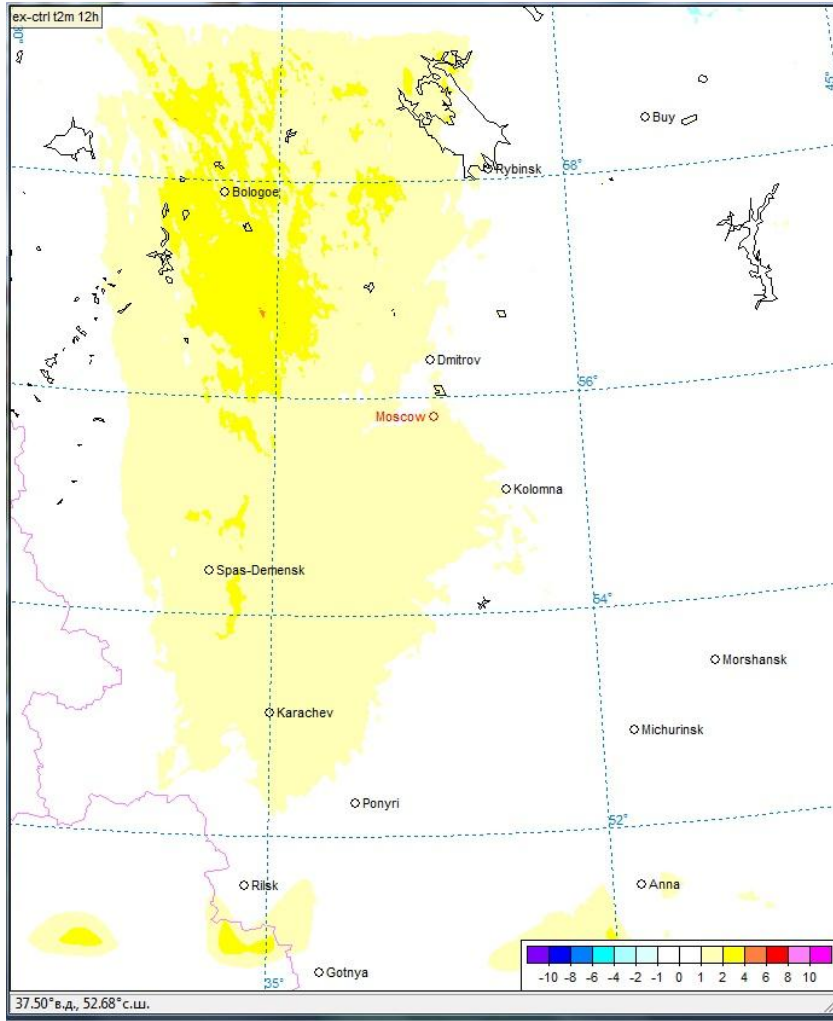 ex-ctrl t2m 12h
45°
Buy
58°
Rybinsk
Bologoe
Dmitrov
56°
Moscow
Kolomna
Spas-Demensk
54°
Morshansk
Karachev
Michurinsk
Ponyri
52°
Rilsk
Anna
Gotnya
35°
-10 -8 -6 -4 -2 -1 0 1 2 4 6 8 10
37.50°в.д., 52.68°с.ш.